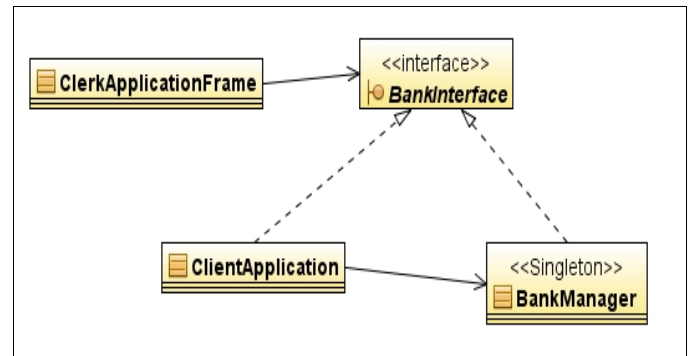 <<interface>>
ClerkApplicationFrame
BankInterface
ClientApplication
<<Singleton>>
BankManager